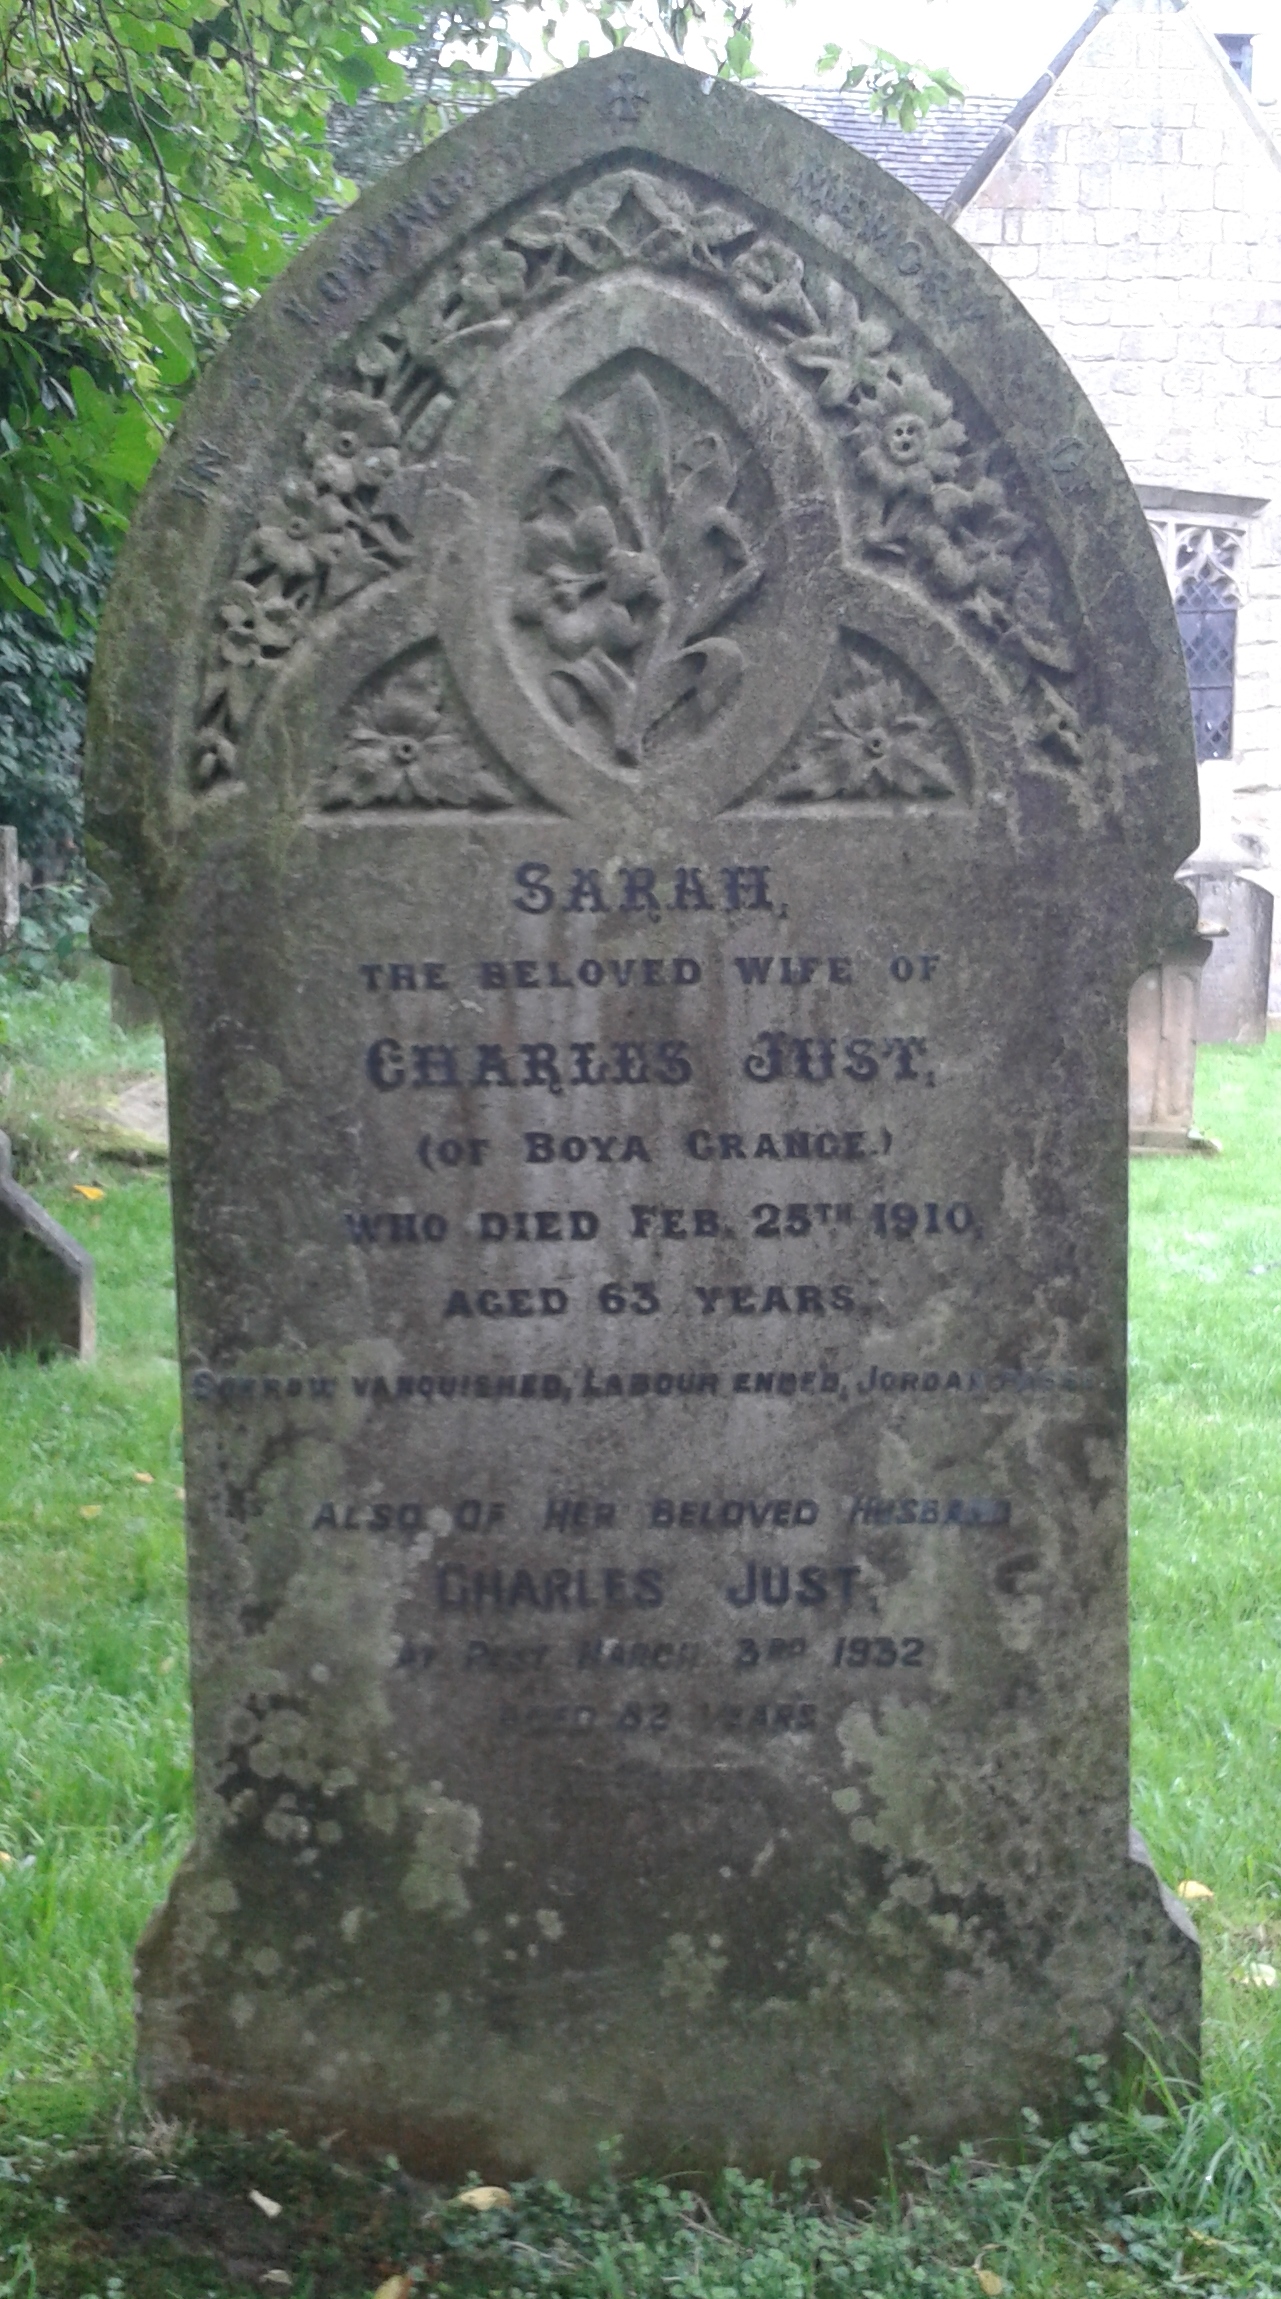 IN LOVING MEMORY OF
SARAH,
THE BELOVED WIFE OF
CHARLES JUST,
(OF BOYA GRANGE.)
WHO DIED FEB. 25TH 1910,
AGED 63 YEARS.
SORROW VANQUISHED, LABOUR ENDED, JORDAN PASSED
ALSO OF HER BELOVED HUSBAND
CHARLES JUST,
AT REST MARCH 3RD 1932
AGED 82 YEARS